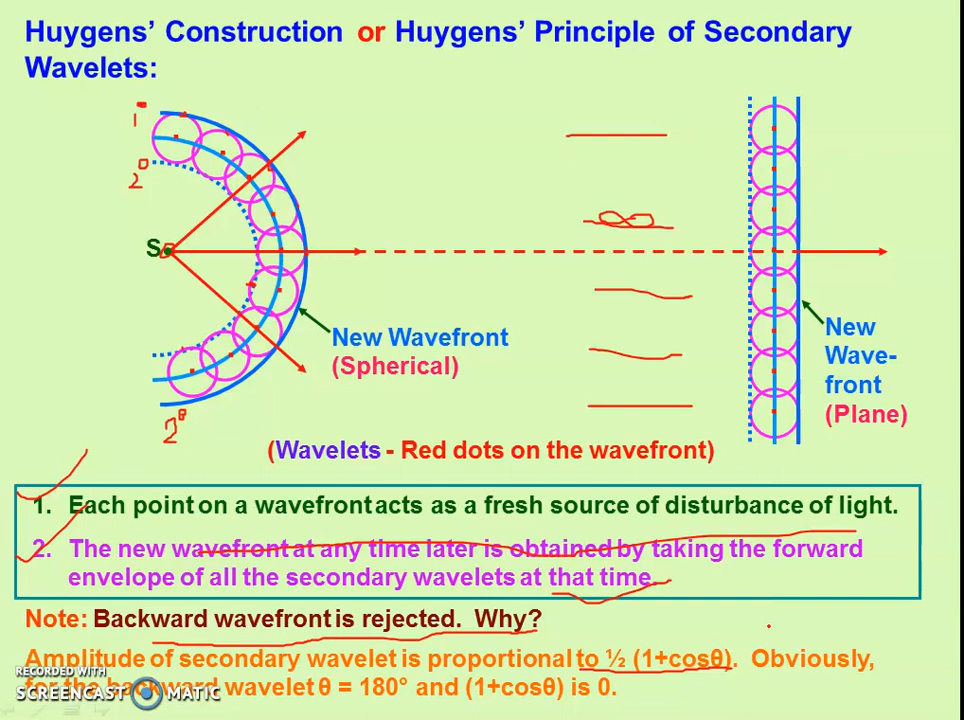 Huygens’ Construction or Huygens’ Principle of Secondary
Wavelets:
1
2
S
New Wavefront
(Spherical)
New
Wave-
front
(Plane)
2
(Wavelets - Red dots on the wavefront)
1. Each point on a wavefront acts as a fresh source of disturbance of light.
2. The new wavefront at any time later is obtained by taking the forward
envelope of all the secondary wavelets at that time.
Note: Backward wavefront is rejected. Why?
Amplitude of secondary wavelet is proportional to ½ (1+cosθ). Obviously,
for the backward wavelet θ = 180° and (1+cosθ) is 0.
RECORDED WITH
SCREENCAST MATIC